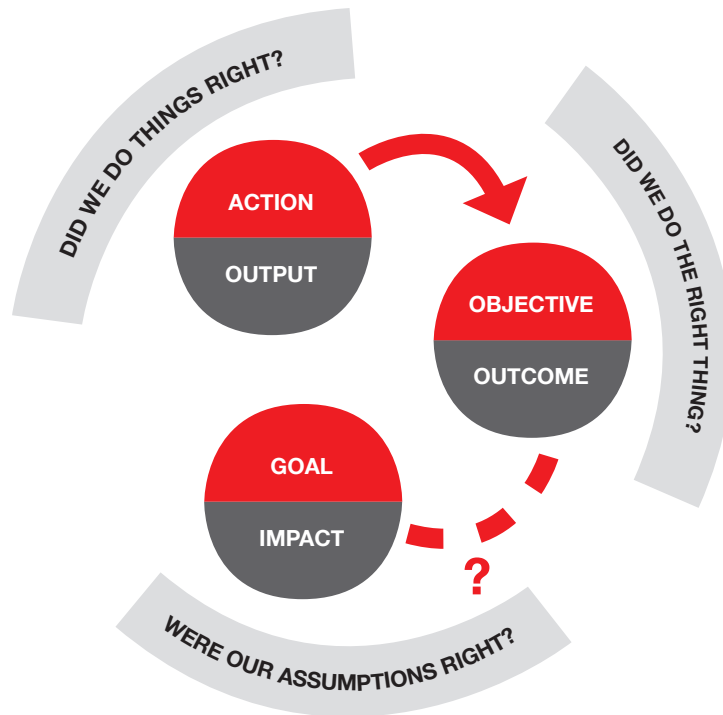 DID WE DO THINGS RIGHT?
ACTION
OUTPUT
DID WE DO THE RIGHT THING?
OBJECTIVE
OUTCOME
GOAL
IMPACT
?
WERE OUR ASSUMPTIONS RIGHT?